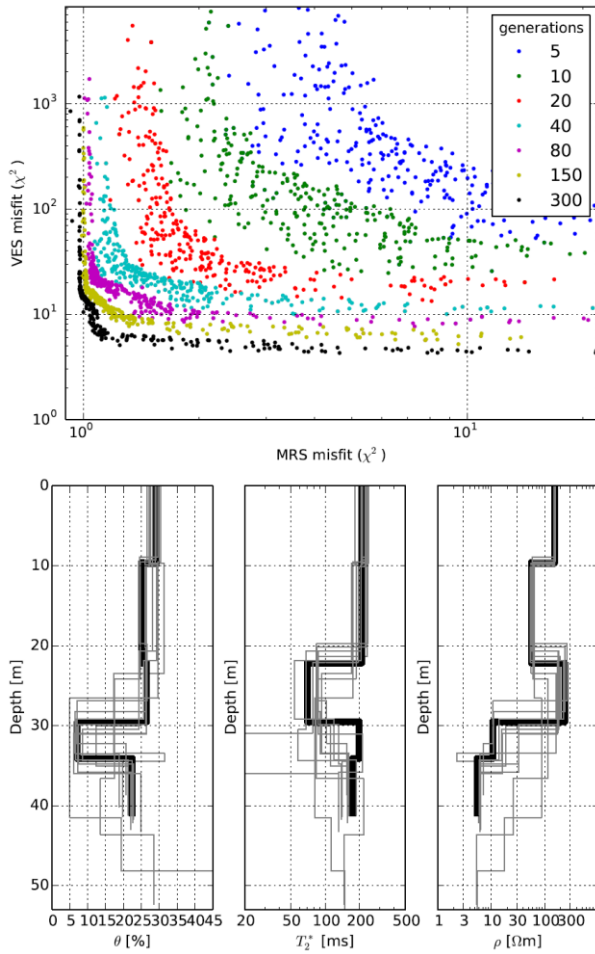 generations
5
10
20
40
80
150
300
10³
10²
10¹
10⁰
VES misfit (χ²)
10⁰ 10¹
MRS misfit (χ²)
0
10
20
30
40
50
Depth [m]
0 5 10 15 20 25 30 35 40 45
θ [%]
Depth [m]
20 50 100 200 500
T₂* [ms]
Depth [m]
1 3 10 30 100 300
ρ [Ωm]